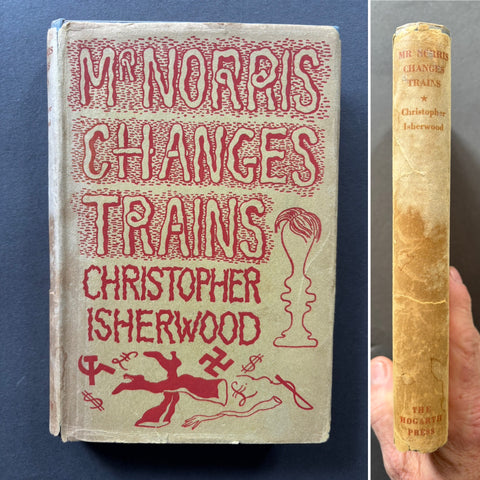 Mr NORRIS
CHANGES
TRAINS
CHRISTOPHER
ISHERWOOD
£
$
$
$
MR NORRIS
CHANGES
TRAINS
★
Christopher
Isherwood
THE
HOGARTH
PRESS